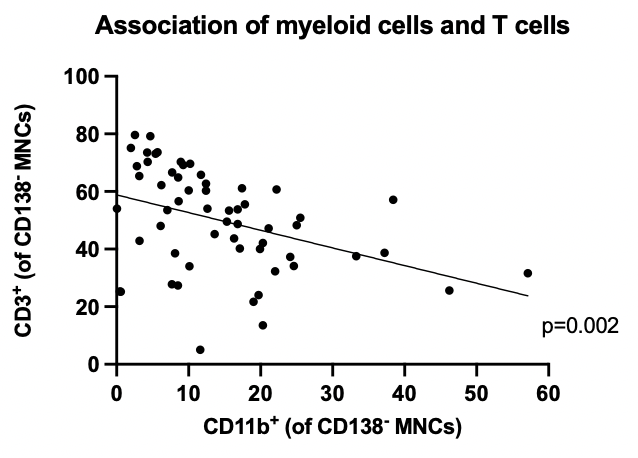 Association of myeloid cells and T cells
CD3⁺ (of CD138⁻ MNCs)
100
80
60
40
20
0
p=0.002
0 10 20 30 40 50 60
CD11b⁺ (of CD138⁻ MNCs)